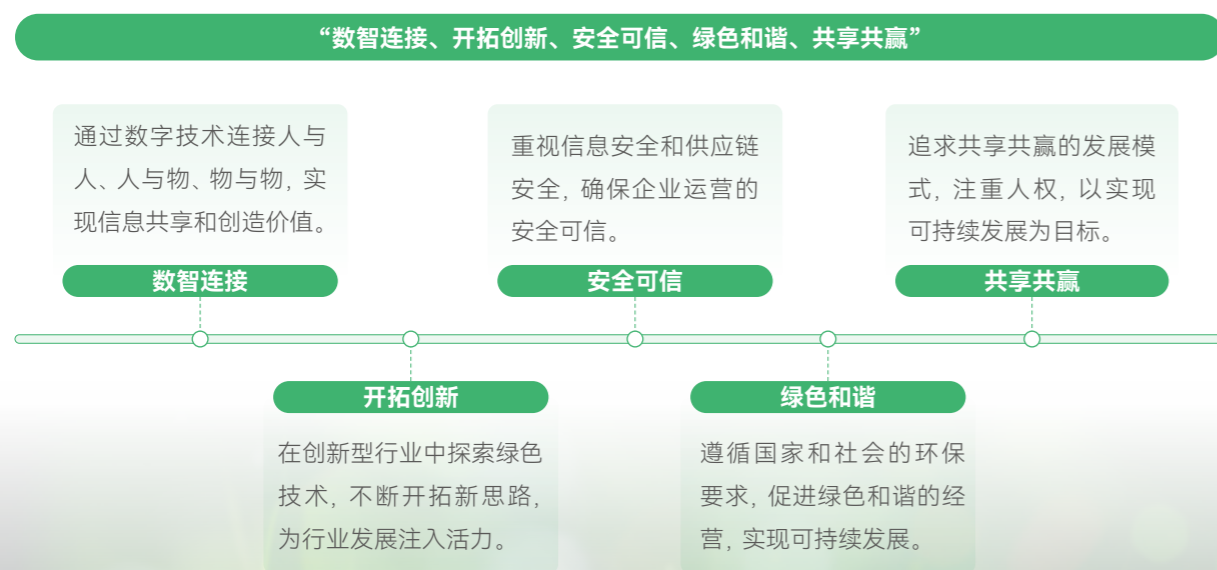 “数智连接、开拓创新、安全可信、绿色和谐、共享共赢”
通过数字技术连接人与
人、人与物、物与物, 实
现信息共享和创造价值。
数智连接
重视信息安全和供应链
安全, 确保企业运营的
安全可信。
安全可信
追求共享共赢的发展模
式, 注重人权, 以实现
可持续发展为目标。
共享共赢
开拓创新
在创新型行业中探索绿色
技术, 不断开拓新思路,
为行业发展注入活力。
绿色和谐
遵循国家和社会的环保
要求, 促进绿色和谐的经
营, 实现可持续发展。